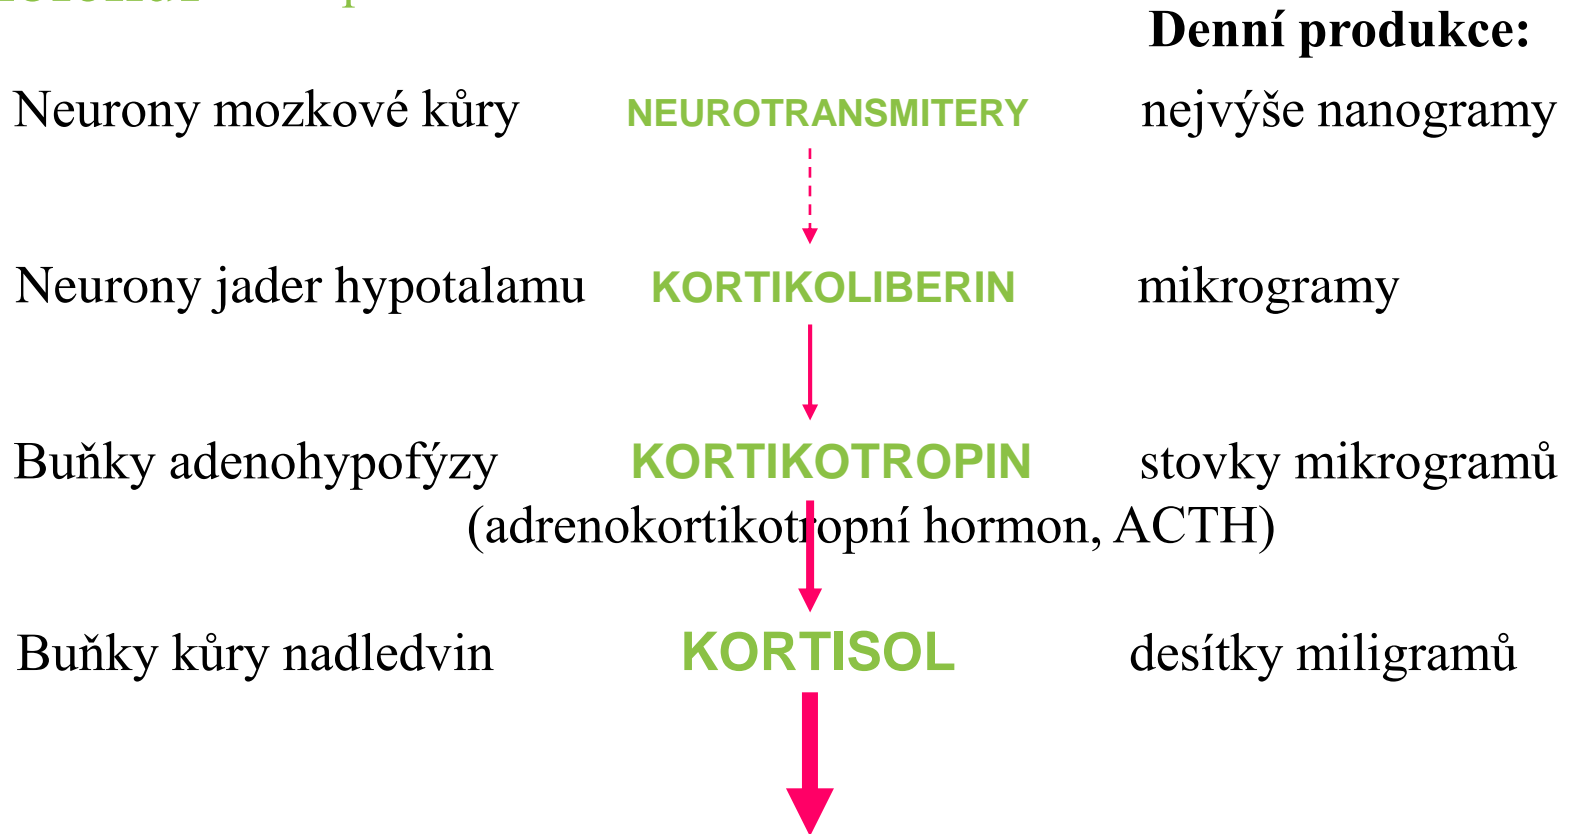 Denní produkce:
Neurony mozkové kůry NEUROTRANSMITERY nejvýše nanogramy
Neurony jader hypotalamu KORTIKOLIBERIN mikrogramy
Buňky adenohypofýzy KORTIKOTROPIN stovky mikrogramů
(adrenokortikotropní hormon, ACTH)
Buňky kůry nadledvin KORTISOL desítky miligramů